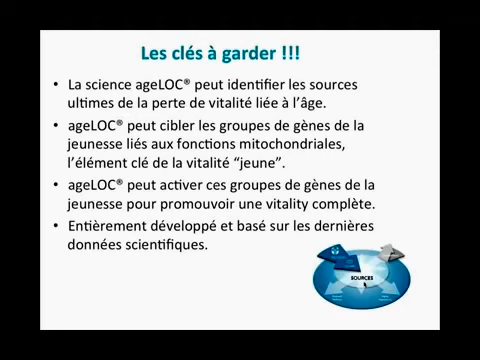 Les clés à garder !!!
• La science ageLOC® peut identifier les sources
ultimes de la perte de vitalité liée à l'âge.
• ageLOC® peut cibler les groupes de gènes de la
jeunesse liés aux fonctions mitochondriales,
l'élément clé de la vitalité "jeune".
• ageLOC® peut activer ces groupes de gènes de la
jeunesse pour promouvoir une vitality complète.
• Entièrement développé et basé sur les dernières
données scientifiques.
SOURCES